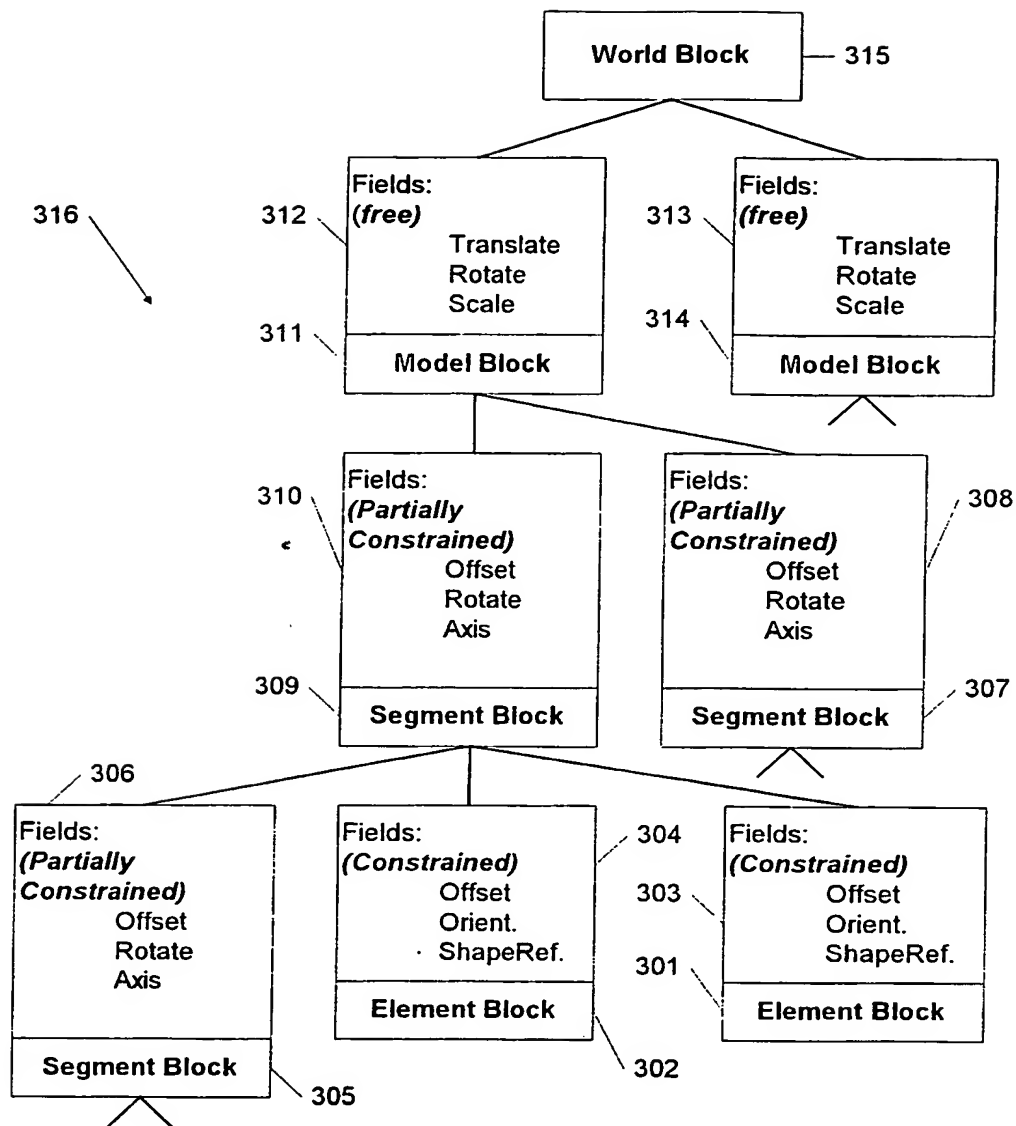 World Block
315
316
312
Fields:
(free)
Translate
Rotate
Scale
311
Model Block
313
Fields:
(free)
Translate
Rotate
Scale
314
Model Block
310
Fields:
(Partially
Constrained)
Offset
Rotate
Axis
309
Segment Block
Fields:
(Partially
Constrained)
Offset
Rotate
Axis
308
Segment Block
307
306
Fields:
(Partially
Constrained)
Offset
Rotate
Axis
Segment Block
305
Fields:
(Constrained)
Offset
Orient.
ShapeRef.
304
Element Block
302
Fields:
(Constrained)
303
Offset
Orient.
ShapeRef.
301
Element Block